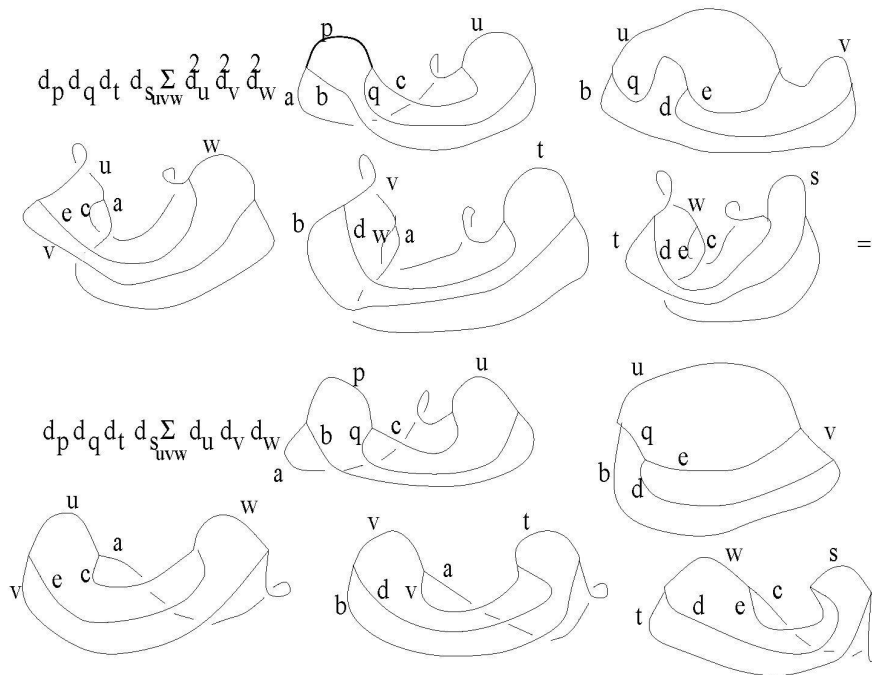 p u u v
d_p d_q d_t d_s Σ_uvw d_u^2 d_v^2 d_w^2 a b q c b q d e
u w v t w s
e c a b d w a t d e c =
v
p u u
d_p d_q d_t d_s Σ_uvw d_u d_v d_w b q c q e v
a b d
u w v t w s
a a c
v e c b d v t d e